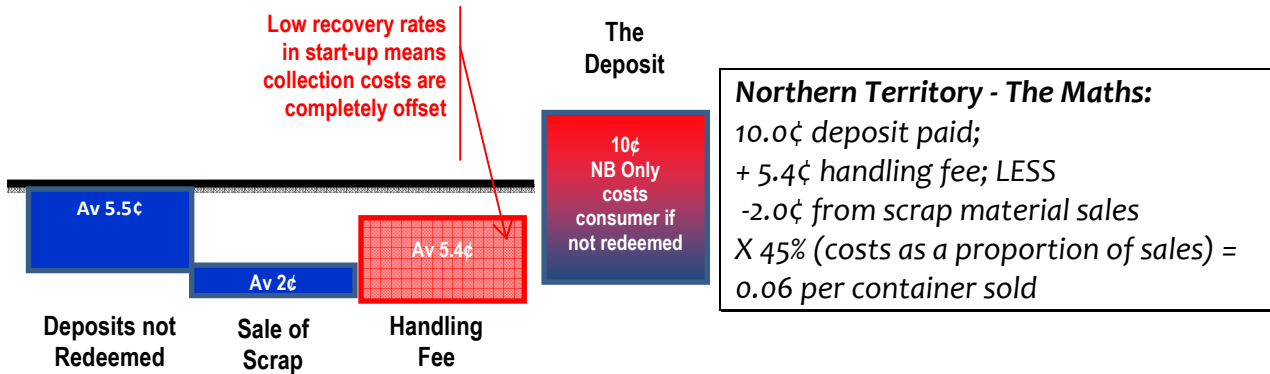 Low recovery rates
in start-up means
collection costs are
completely offset
The
Deposit
Av 5.5¢
Av 2¢
Av 5.4¢
10¢
NB Only
costs
consumer if
not redeemed
Deposits not
Redeemed
Sale of
Scrap
Handling
Fee
Northern Territory - The Maths:
10.0¢ deposit paid;
+ 5.4¢ handling fee; LESS
-2.0¢ from scrap material sales
X 45% (costs as a proportion of sales) =
0.06 per container sold